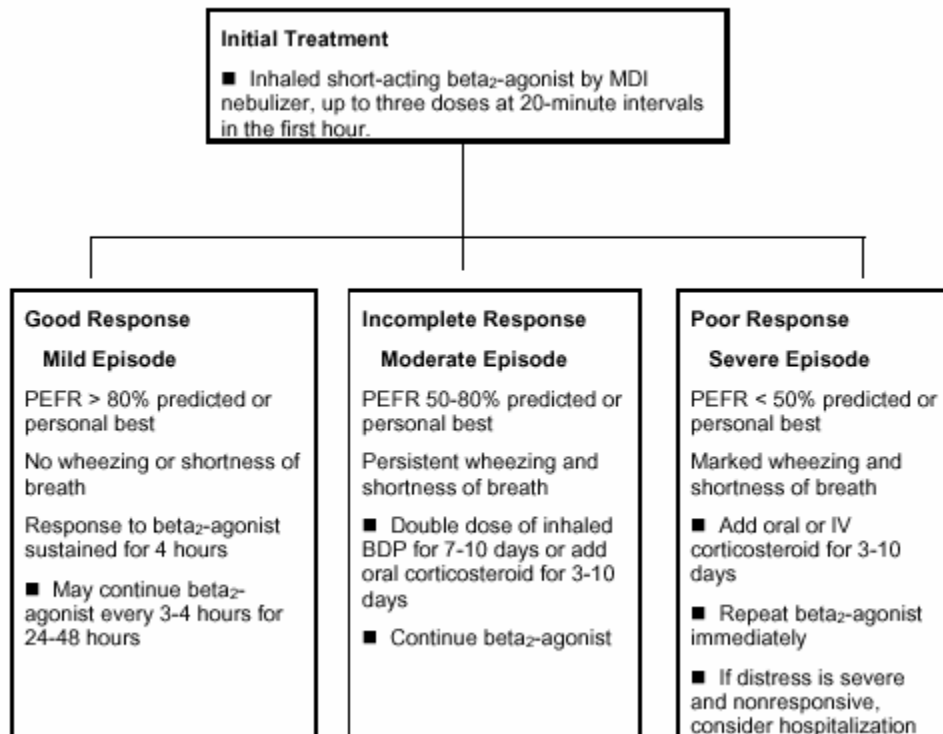 Initial Treatment
■ Inhaled short-acting beta₂-agonist by MDI
nebulizer, up to three doses at 20-minute intervals
in the first hour.
Good Response
Mild Episode
PEFR > 80% predicted or
personal best
No wheezing or shortness of
breath
Response to beta₂-agonist
sustained for 4 hours
■ May continue beta₂-
agonist every 3-4 hours for
24-48 hours
Incomplete Response
Moderate Episode
PEFR 50-80% predicted or
personal best
Persistent wheezing and
shortness of breath
■ Double dose of inhaled
BDP for 7-10 days or add
oral corticosteroid for 3-10
days
■ Continue beta₂-agonist
Poor Response
Severe Episode
PEFR < 50% predicted or
personal best
Marked wheezing and
shortness of breath
■ Add oral or IV
corticosteroid for 3-10
days
■ Repeat beta₂-agonist
immediately
■ If distress is severe
and nonresponsive,
consider hospitalization